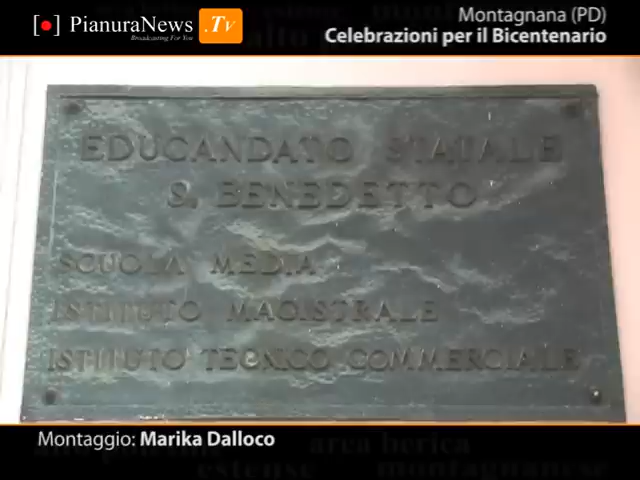 [●] PianuraNews .Tv
Broadcasting For You
Montagnana (PD)
Celebrazioni per il Bicentenario
EDUCANDATO STATALE
S. BENEDETTO
SCUOLA MEDIA
ISTITUTO MAGISTRALE
ISTITUTO TECNICO COMMERCIALE
Montaggio: Marika Dalloco
area berica
estense montagnanese